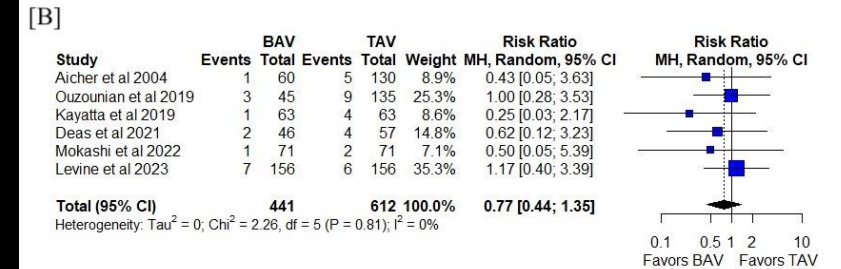 [B]
BAV TAV Risk Ratio Risk Ratio
Study Events Total Events Total Weight MH, Random, 95% CI MH, Random, 95% CI
Aicher et al 2004 1 60 5 130 8.9% 0.43 [0.05; 3.63]
Ouzounian et al 2019 3 45 9 135 25.3% 1.00 [0.28; 3.53]
Kayatta et al 2019 1 63 4 63 8.6% 0.25 [0.03; 2.17]
Deas et al 2021 2 46 4 57 14.8% 0.62 [0.12; 3.23]
Mokashi et al 2022 1 71 2 71 7.1% 0.50 [0.05; 5.39]
Levine et al 2023 7 156 6 156 35.3% 1.17 [0.40; 3.39]
Total (95% CI) 441 612 100.0% 0.77 [0.44; 1.35]
Heterogeneity: Tau² = 0; Chi² = 2.26, df = 5 (P = 0.81); I² = 0%
0.1 0.5 1 2 10
Favors BAV Favors TAV